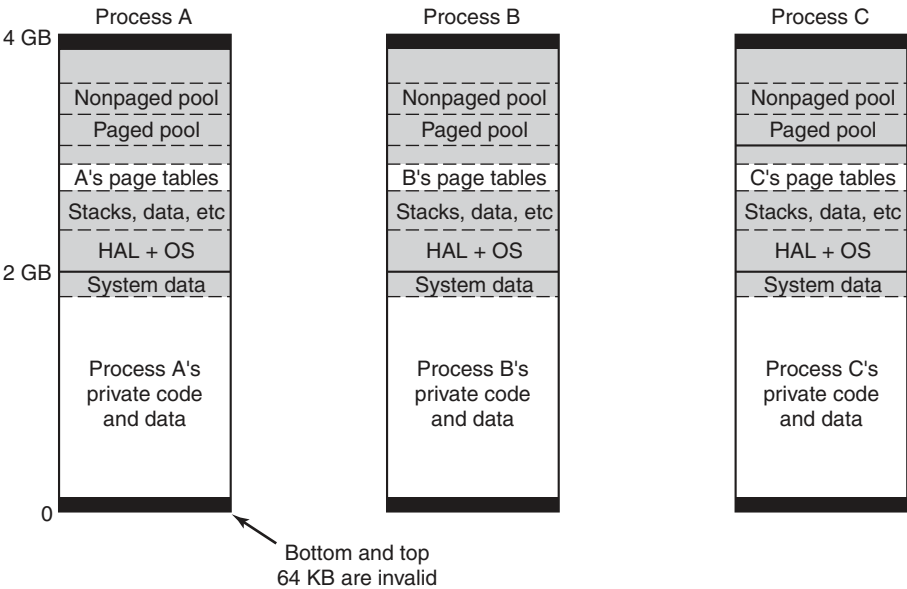 Process A
Process B
Process C
4 GB
Nonpaged pool
Nonpaged pool
Nonpaged pool
Paged pool
Paged pool
Paged pool
A's page tables
B's page tables
C's page tables
Stacks, data, etc
Stacks, data, etc
Stacks, data, etc
HAL + OS
HAL + OS
HAL + OS
2 GB
System data
System data
System data
Process A's
private code
and data
Process B's
private code
and data
Process C's
private code
and data
0
Bottom and top
64 KB are invalid